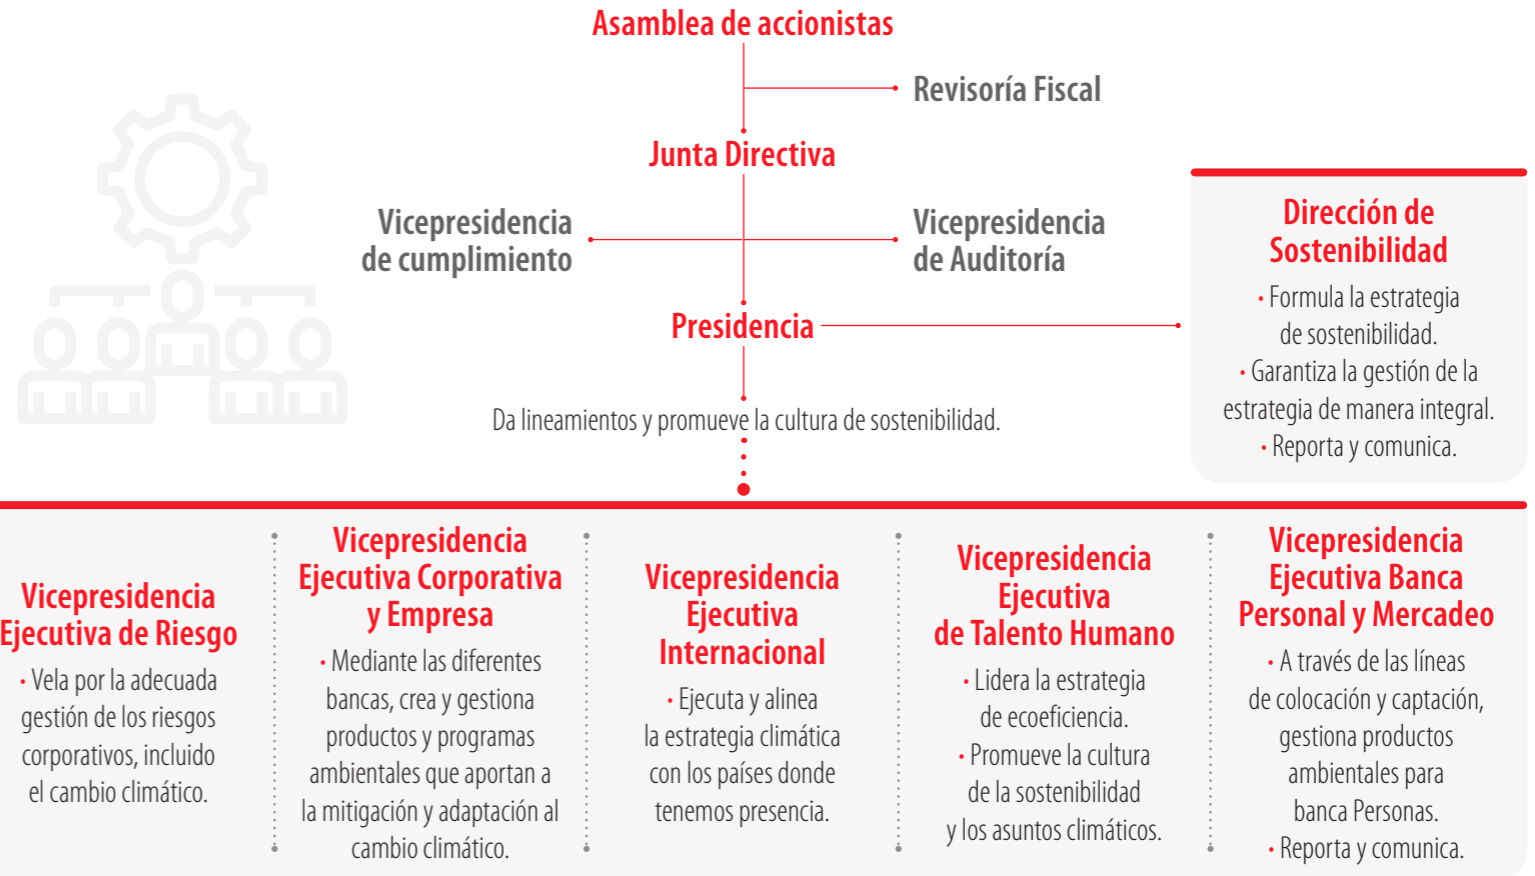 Asamblea de accionistas
Revisoría Fiscal
Junta Directiva
Vicepresidencia
de cumplimiento
Vicepresidencia
de Auditoría
Presidencia
Da lineamientos y promueve la cultura de sostenibilidad.
Dirección de
Sostenibilidad
• Formula la estrategia
de sostenibilidad.
• Garantiza la gestión de la
estrategia de manera integral.
• Reporta y comunica.
Vicepresidencia
Ejecutiva de Riesgo
• Vela por la adecuada
gestión de los riesgos
corporativos, incluido
el cambio climático.
Vicepresidencia
Ejecutiva Corporativa
y Empresa
• Mediante las diferentes
bancas, crea y gestiona
productos y programas
ambientales que aportan a
la mitigación y adaptación al
cambio climático.
Vicepresidencia
Ejecutiva
Internacional
• Ejecuta y alinea
la estrategia climática
con los países donde
tenemos presencia.
Vicepresidencia
Ejecutiva
de Talento Humano
• Lidera la estrategia
de ecoeficiencia.
• Promueve la cultura
de la sostenibilidad
y los asuntos climáticos.
Vicepresidencia
Ejecutiva Banca
Personal y Mercadeo
• A través de las líneas
de colocación y captación,
gestiona productos
ambientales para
banca Personas.
• Reporta y comunica.